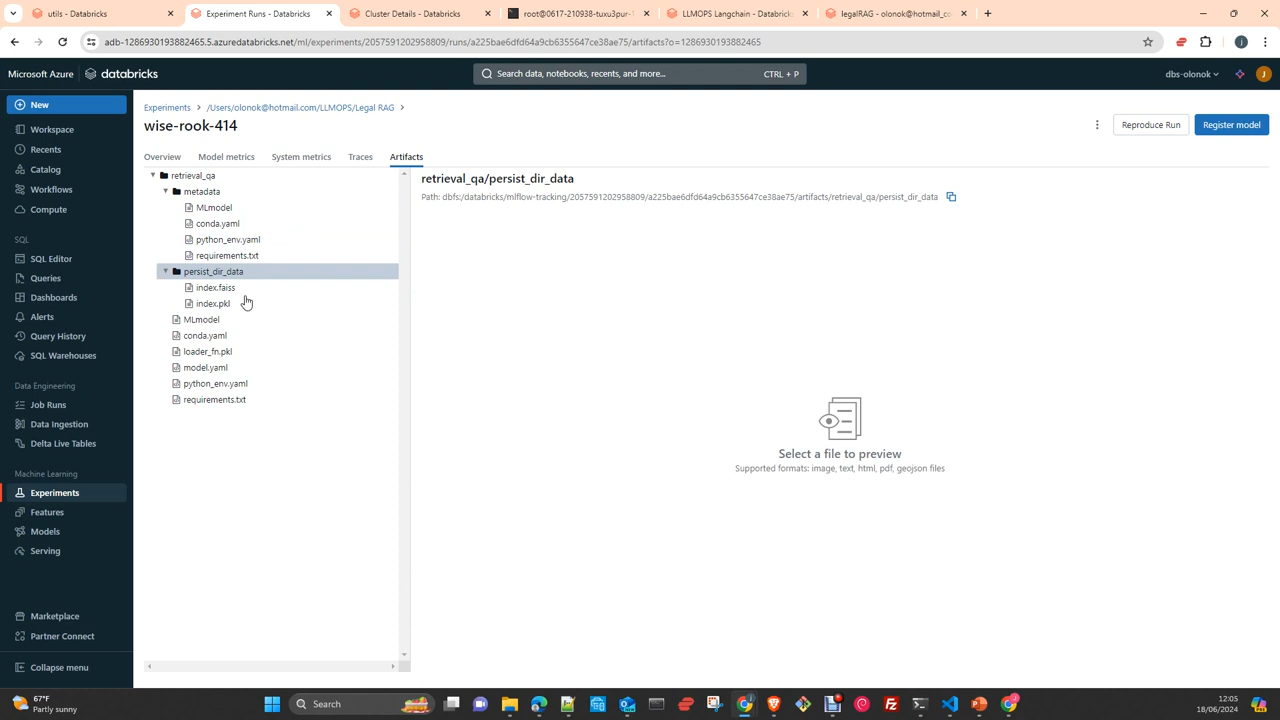 utils - Databricks
Experiment Runs - Databricks
Cluster Details - Databricks
root@0617-210938-tuxu3pur-1
LLMOPS Langchain - Databricks
legalRAG - olonok@hotmail_co
adb-1286930193882465.5.azuredatabricks.net/ml/experiments/2057591202958809/runs/a225bae6dfd64a9cb6355647ce38ae75/artifacts?o=1286930193882465
Microsoft Azure
databricks
Search data, notebooks, recents, and more...
CTRL + P
dbs-olonok
J
New
Workspace
Recents
Catalog
Workflows
Compute
SQL
SQL Editor
Queries
Dashboards
Alerts
Query History
SQL Warehouses
Data Engineering
Job Runs
Data Ingestion
Delta Live Tables
Machine Learning
Experiments
Features
Models
Serving
Marketplace
Partner Connect
Collapse menu
Experiments > /Users/olonok@hotmail.com/LLMOPS/Legal RAG >
wise-rook-414
Reproduce Run
Register model
Overview
Model metrics
System metrics
Traces
Artifacts
retrieval_qa
metadata
MLmodel
conda.yaml
python_env.yaml
requirements.txt
persist_dir_data
index.faiss
index.pkl
MLmodel
conda.yaml
loader_fn.pkl
model.yaml
python_env.yaml
requirements.txt
retrieval_qa/persist_dir_data
Path: dbfs:/databricks/mlflow-tracking/2057591202958809/a225bae6dfd64a9cb6355647ce38ae75/artifacts/retrieval_qa/persist_dir_data
Select a file to preview
Supported formats: image, text, html, pdf, geojson files
67°F
Partly sunny
Search
12:05
18/06/2024